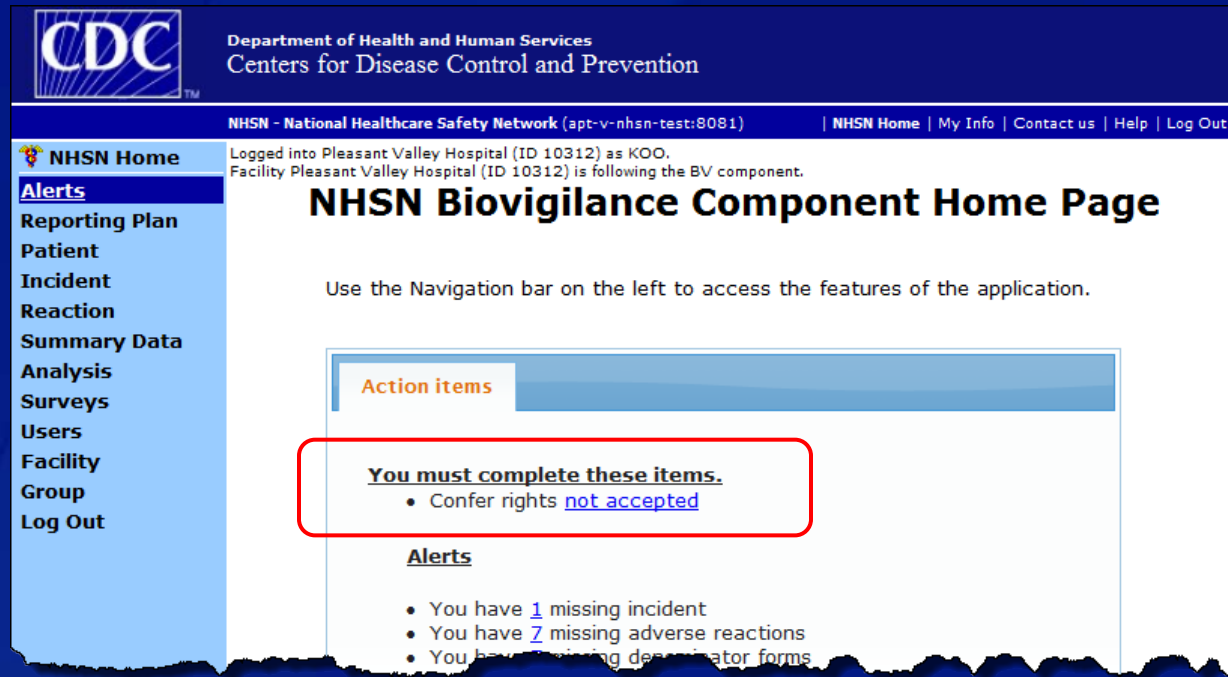 CDC
TM
Department of Health and Human Services
Centers for Disease Control and Prevention
NHSN - National Healthcare Safety Network (apt-v-nhsn-test:8081) | NHSN Home | My Info | Contact us | Help | Log Out
NHSN Home
Alerts
Reporting Plan
Patient
Incident
Reaction
Summary Data
Analysis
Surveys
Users
Facility
Group
Log Out
Logged into Pleasant Valley Hospital (ID 10312) as KOO.
Facility Pleasant Valley Hospital (ID 10312) is following the BV component.
NHSN Biovigilance Component Home Page
Use the Navigation bar on the left to access the features of the application.
Action items
You must complete these items.
• Confer rights not accepted
Alerts
• You have 1 missing incident
• You have 7 missing adverse reactions
• You have missing denominator forms